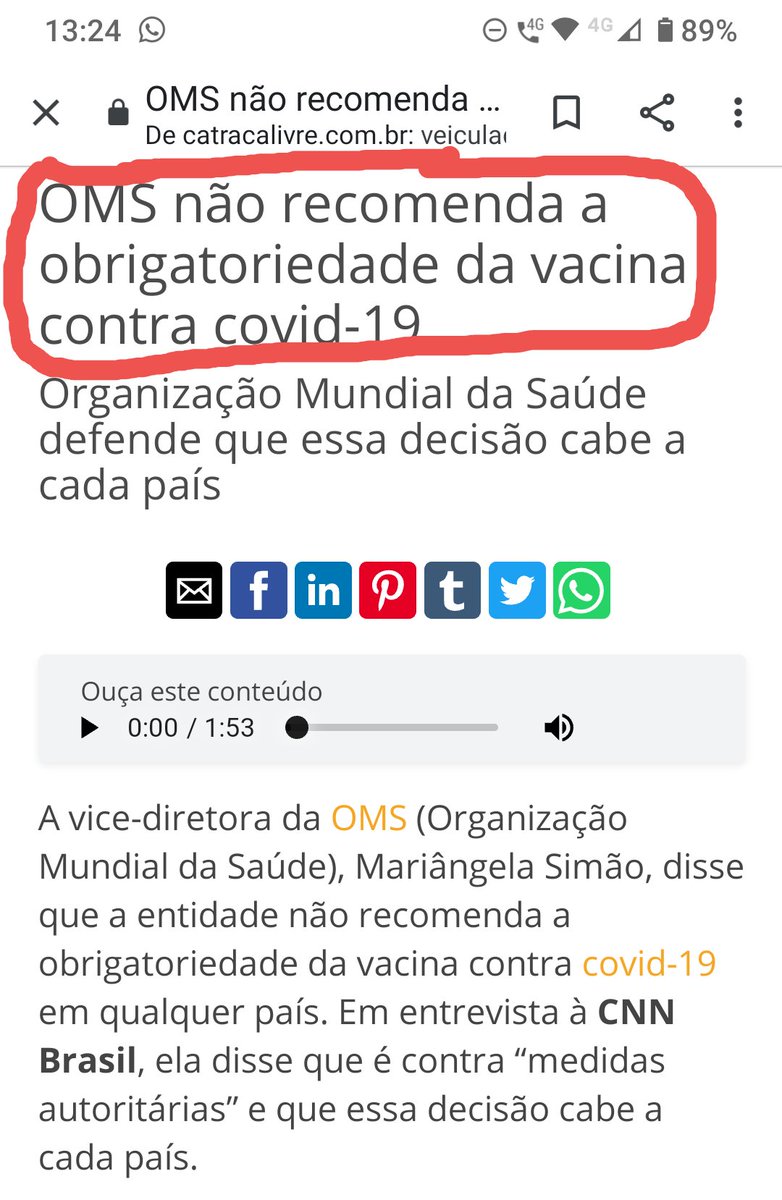 13:24
4G
4G
89%
OMS não recomenda ...
De catracalivre.com.br: veicula
OMS não recomenda a
obrigatoriedade da vacina
contra covid-19
Organização Mundial da Saúde
defende que essa decisão cabe a
cada país
Ouça este conteúdo
0:00 / 1:53
A vice-diretora da OMS (Organização
Mundial da Saúde), Mariângela Simão, disse
que a entidade não recomenda a
obrigatoriedade da vacina contra covid-19
em qualquer país. Em entrevista à CNN
Brasil, ela disse que é contra “medidas
autoritárias” e que essa decisão cabe a
cada país.